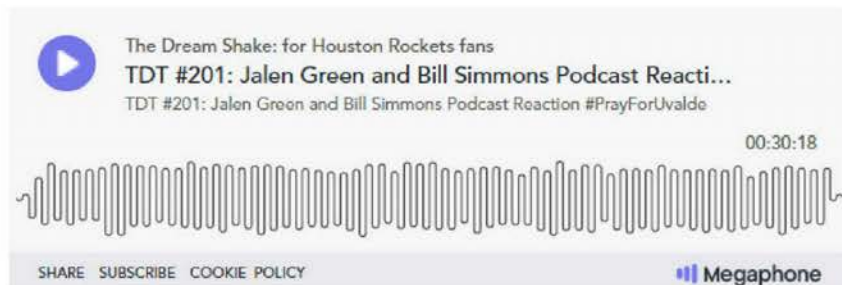 The Dream Shake: for Houston Rockets fans
TDT #201: Jalen Green and Bill Simmons Podcast Reacti...
TDT #201: Jalen Green and Bill Simmons Podcast Reaction #PrayForUvalde
00:30:18
SHARE SUBSCRIBE COOKIE POLICY Megaphone